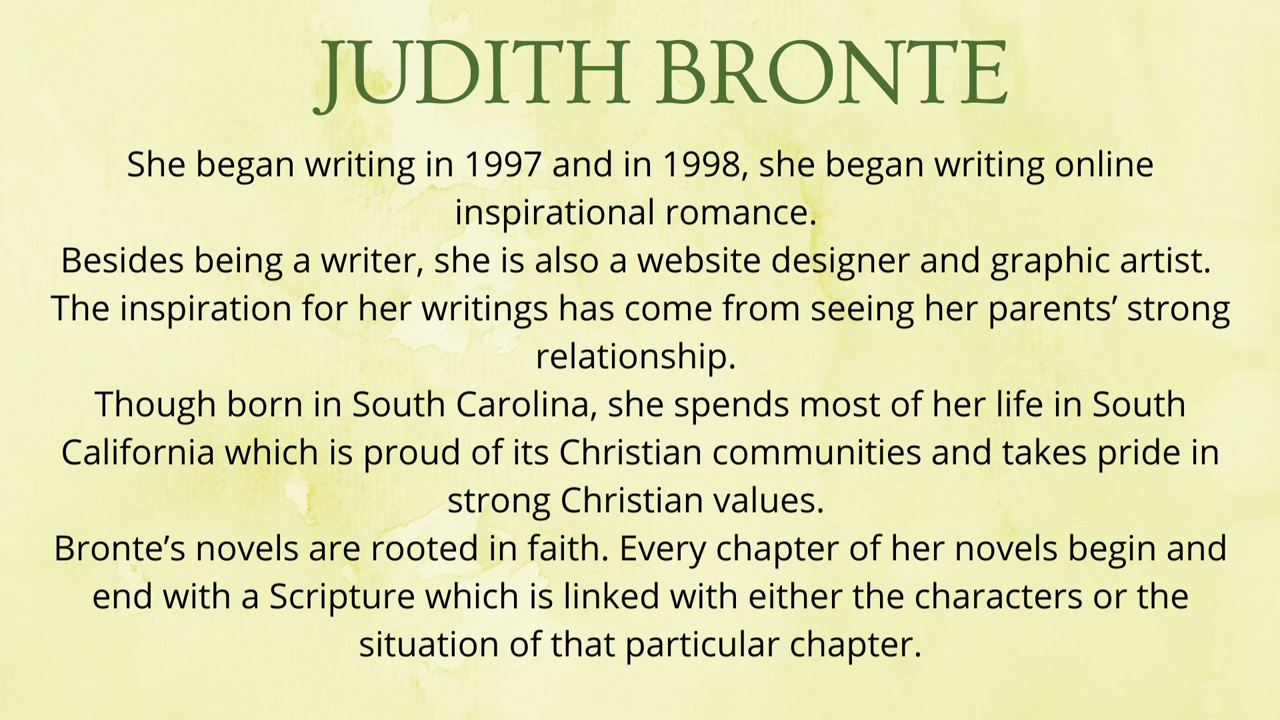 JUDITH BRONTE
She began writing in 1997 and in 1998, she began writing online
inspirational romance.
Besides being a writer, she is also a website designer and graphic artist.
The inspiration for her writings has come from seeing her parents’ strong
relationship.
Though born in South Carolina, she spends most of her life in South
California which is proud of its Christian communities and takes pride in
strong Christian values.
Bronte’s novels are rooted in faith. Every chapter of her novels begin and
end with a Scripture which is linked with either the characters or the
situation of that particular chapter.